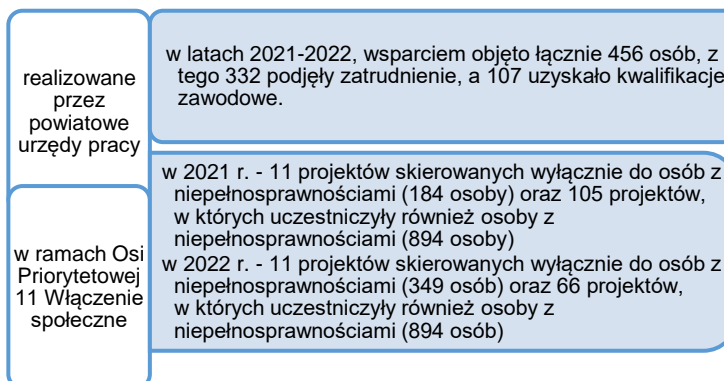 realizowane
przez
powiatowe
urzędy pracy
w latach 2021-2022, wsparciem objęto łącznie 456 osób, z
tego 332 podjęły zatrudnienie, a 107 uzyskało kwalifikacje
zawodowe.
w ramach Osi
Priorytetowej
11 Włączenie
społeczne
w 2021 r. - 11 projektów skierowanych wyłącznie do osób z
niepełnosprawnościami (184 osoby) oraz 105 projektów,
w których uczestniczyły również osoby z
niepełnosprawnościami (894 osoby)
w 2022 r. - 11 projektów skierowanych wyłącznie do osób z
niepełnosprawnościami (349 osób) oraz 66 projektów,
w których uczestniczyły również osoby z
niepełnosprawnościami (894 osób)